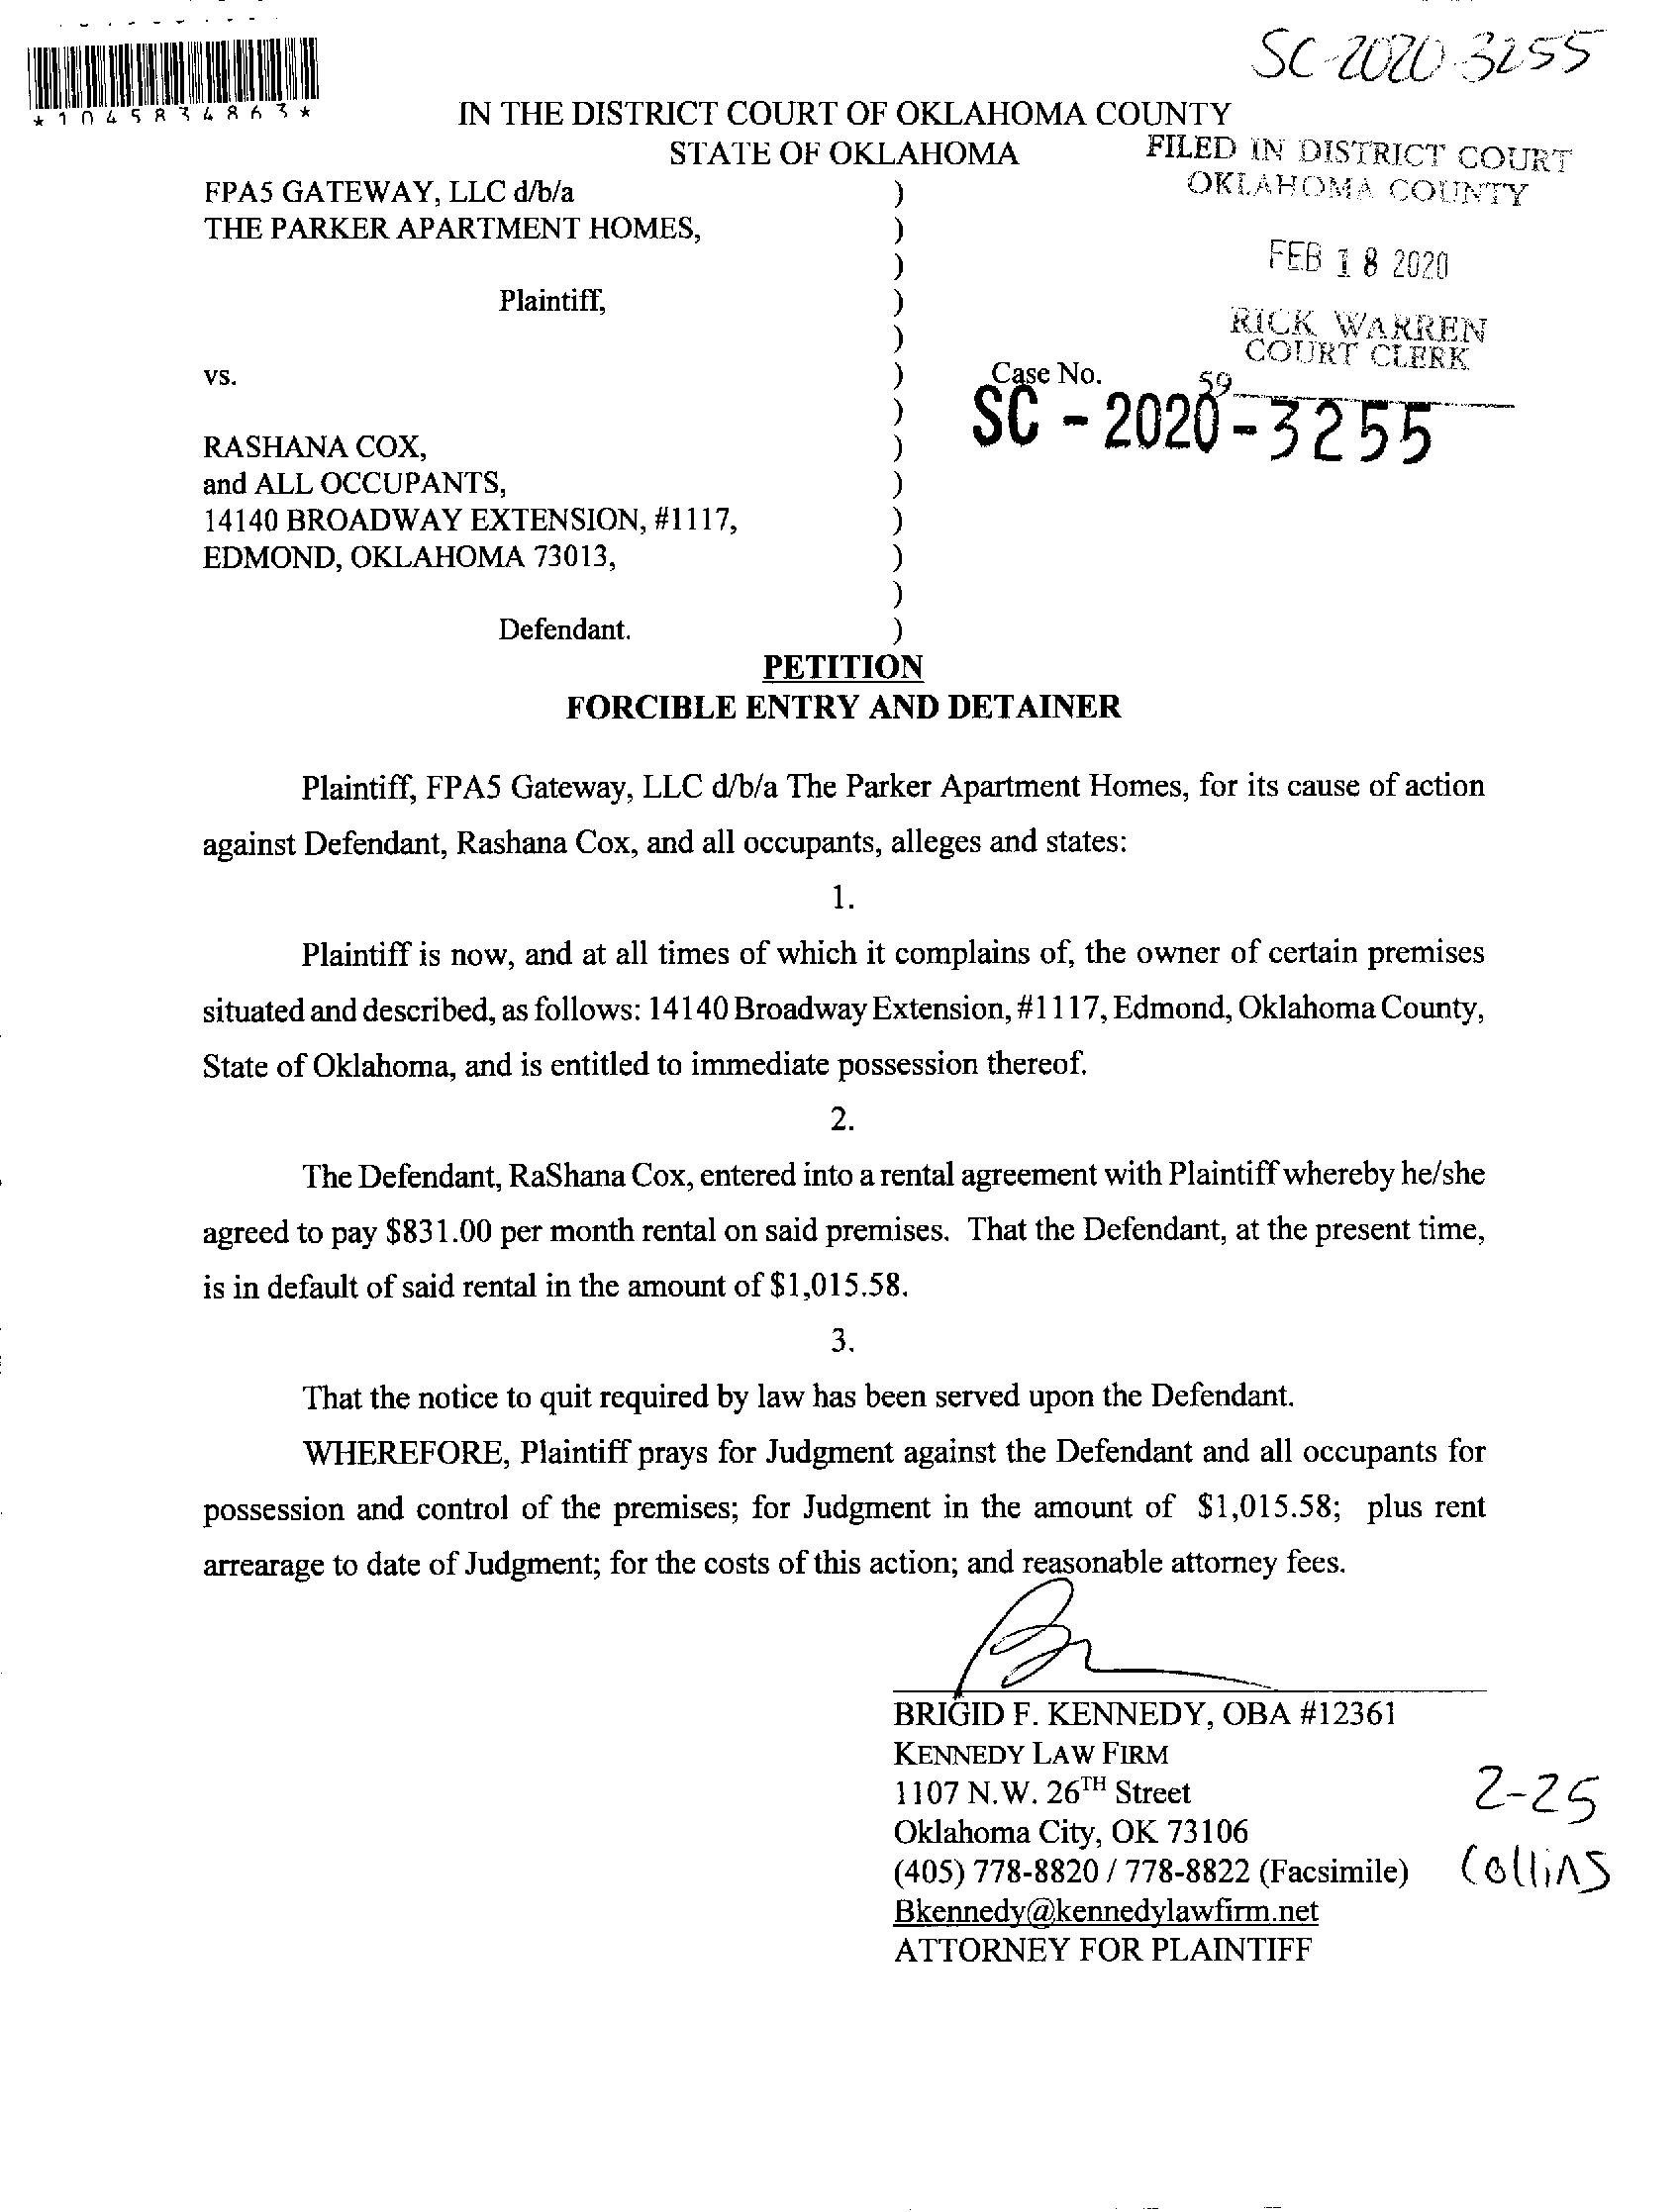 SC-2020-3255
*1045834863*
IN THE DISTRICT COURT OF OKLAHOMA COUNTY
STATE OF OKLAHOMA
FILED IN DISTRICT COURT
OKLAHOMA COUNTY
FPA5 GATEWAY, LLC d/b/a )
THE PARKER APARTMENT HOMES, )
)
FEB 18 2020
Plaintiff, )
)
RICK WARREN
COURT CLERK
vs. ) Case No.
59
) SC - 2020 - 3255
RASHANA COX, )
and ALL OCCUPANTS, )
14140 BROADWAY EXTENSION, #1117, )
EDMOND, OKLAHOMA 73013, )
)
Defendant. )
PETITION
FORCIBLE ENTRY AND DETAINER
Plaintiff, FPA5 Gateway, LLC d/b/a The Parker Apartment Homes, for its cause of action
against Defendant, Rashana Cox, and all occupants, alleges and states:
1.
Plaintiff is now, and at all times of which it complains of, the owner of certain premises
situated and described, as follows: 14140 Broadway Extension, #1117, Edmond, Oklahoma County,
State of Oklahoma, and is entitled to immediate possession thereof.
2.
The Defendant, RaShana Cox, entered into a rental agreement with Plaintiff whereby he/she
agreed to pay $831.00 per month rental on said premises. That the Defendant, at the present time,
is in default of said rental in the amount of $1,015.58.
3.
That the notice to quit required by law has been served upon the Defendant.
WHEREFORE, Plaintiff prays for Judgment against the Defendant and all occupants for
possession and control of the premises; for Judgment in the amount of $1,015.58; plus rent
arrearage to date of Judgment; for the costs of this action; and reasonable attorney fees.
BRIGID F. KENNEDY, OBA #12361
KENNEDY LAW FIRM
1107 N.W. 26TH Street
Oklahoma City, OK 73106
(405) 778-8820 / 778-8822 (Facsimile)
Bkennedy@kennedylawfirm.net
ATTORNEY FOR PLAINTIFF
2-25
Collins